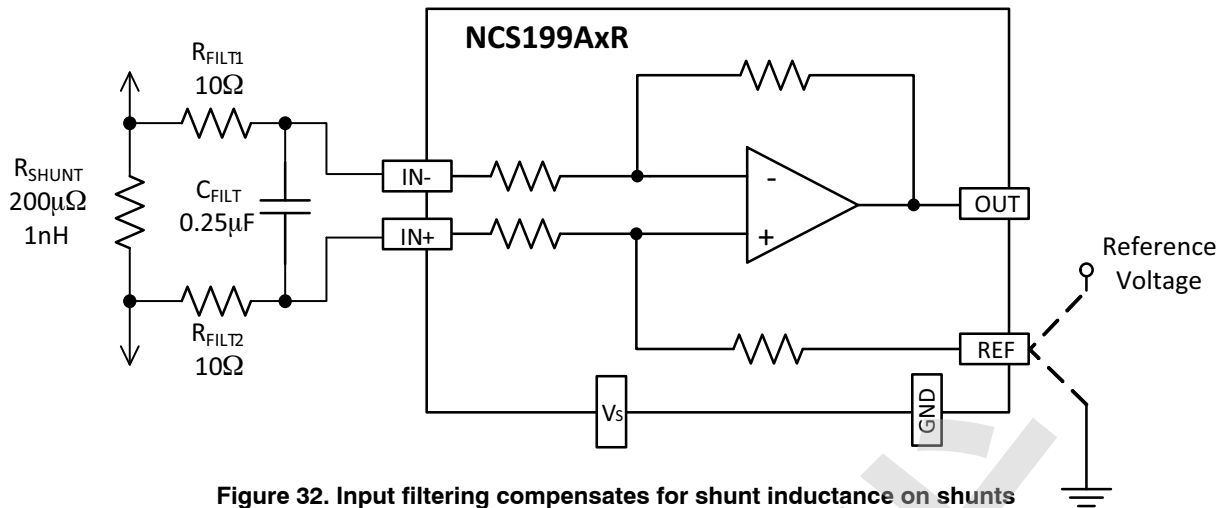 NCS199AxR
R_FILT1
10Ω
R_SHUNT
200μΩ
1nH
C_FILT
0.25μF
R_FILT2
10Ω
IN-
IN+
-
+
OUT
REF
Reference
Voltage
Vs
GND
Figure 32. Input filtering compensates for shunt inductance on shunts